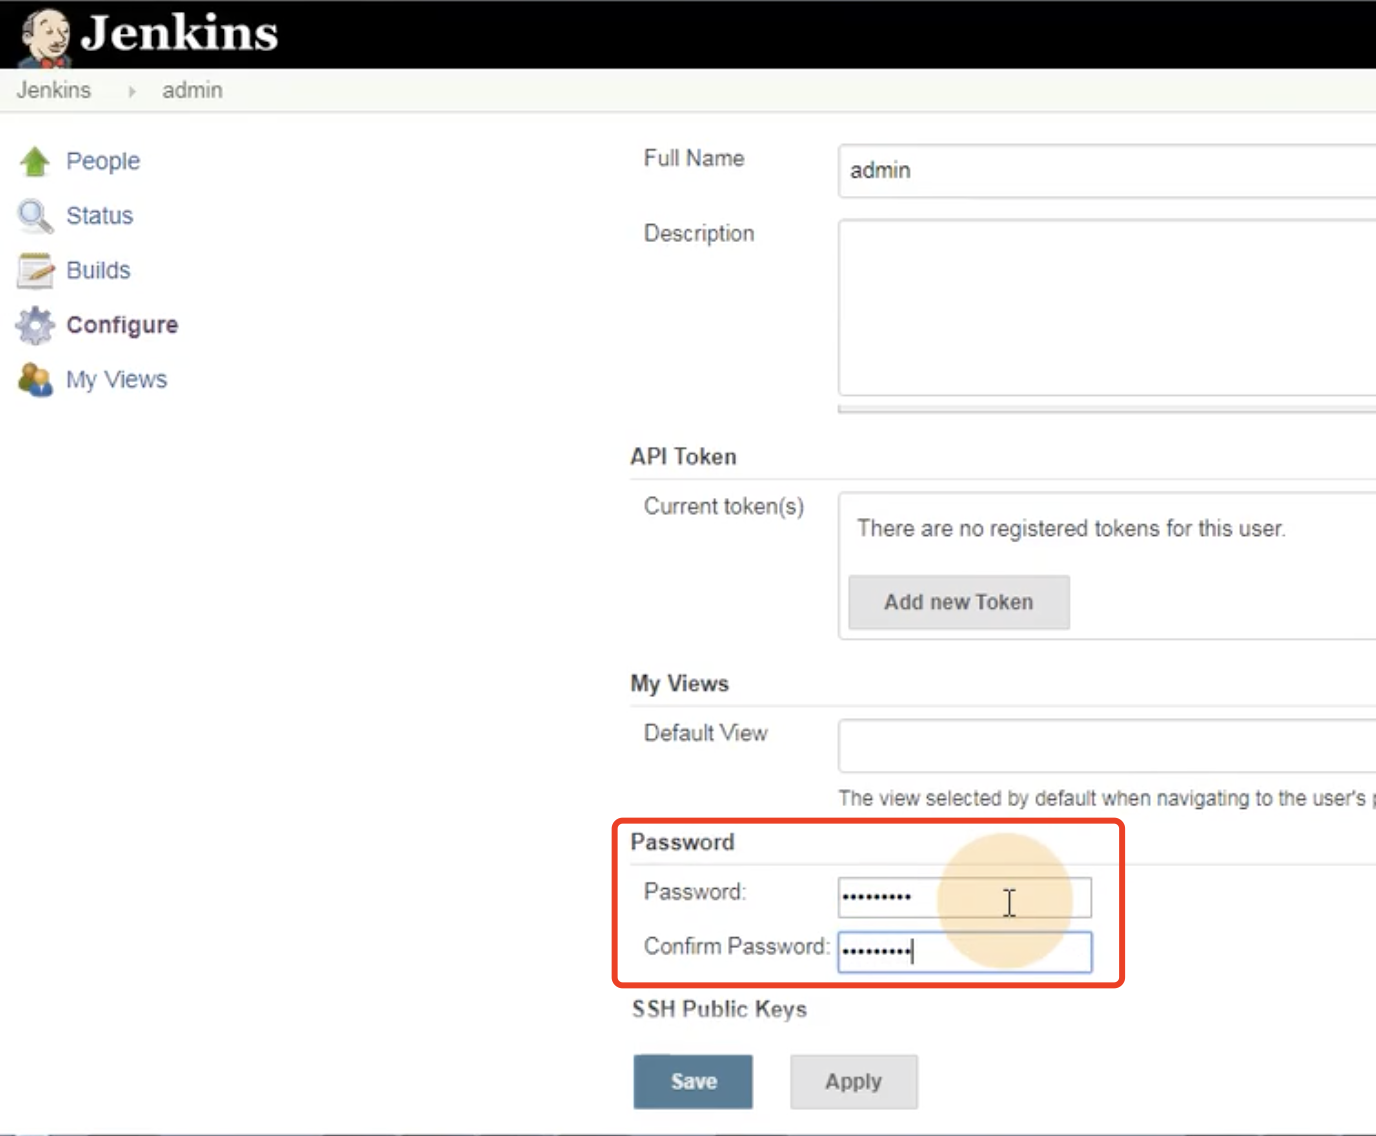 Jenkins
Jenkins admin
People
Status
Builds
Configure
My Views
Full Name admin
Description
API Token
Current token(s) There are no registered tokens for this user.
Add new Token
My Views
Default View
The view selected by default when navigating to the user's
Password
Password: •••••••••
Confirm Password: •••••••••
SSH Public Keys
Save Apply